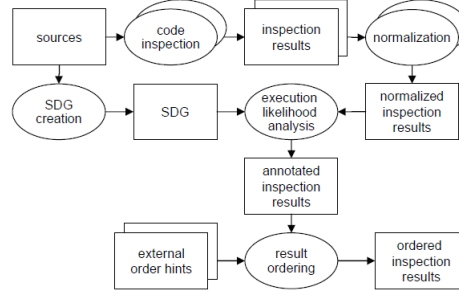 sources
code
inspection
inspection
results
normalization
SDG
creation
SDG
execution
likelihood
analysis
normalized
inspection
results
annotated
inspection
results
external
order hints
result
ordering
ordered
inspection
results